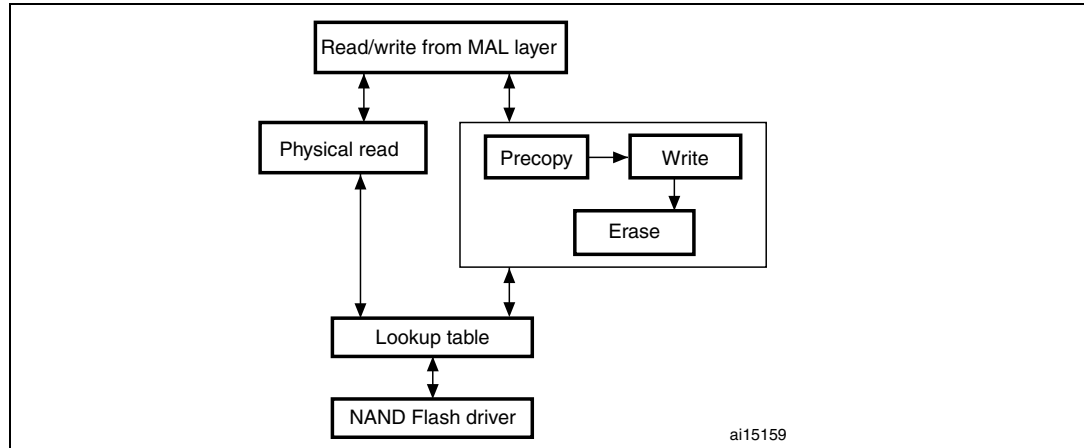 Read/write from MAL layer
Physical read
Precopy
Write
Erase
Lookup table
NAND Flash driver
ai15159